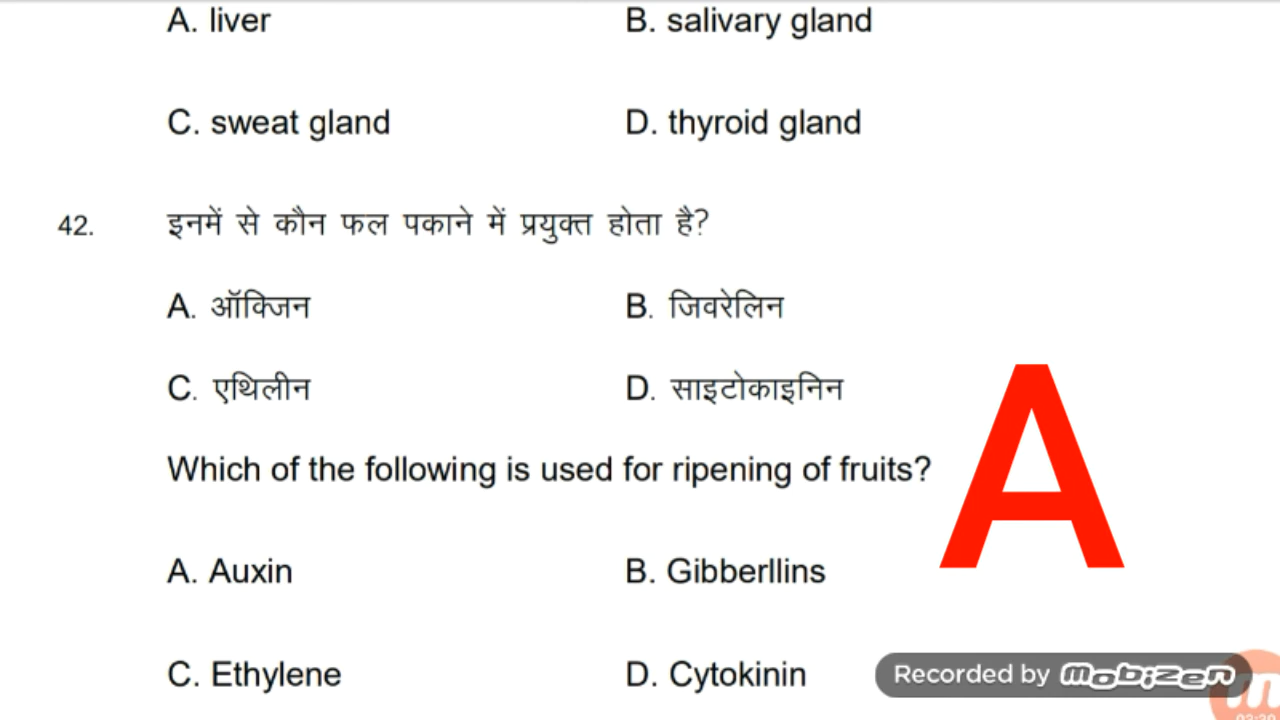 A. liver B. salivary gland
C. sweat gland D. thyroid gland
42. इनमें से कौन फल पकाने में प्रयुक्त होता है?
A. ऑक्जिन B. जिवरेलिन
C. एथिलीन D. साइटोकाइनिन
Which of the following is used for ripening of fruits?
A
A. Auxin B. Gibberllins
C. Ethylene D. Cytokinin
Recorded by mobizen